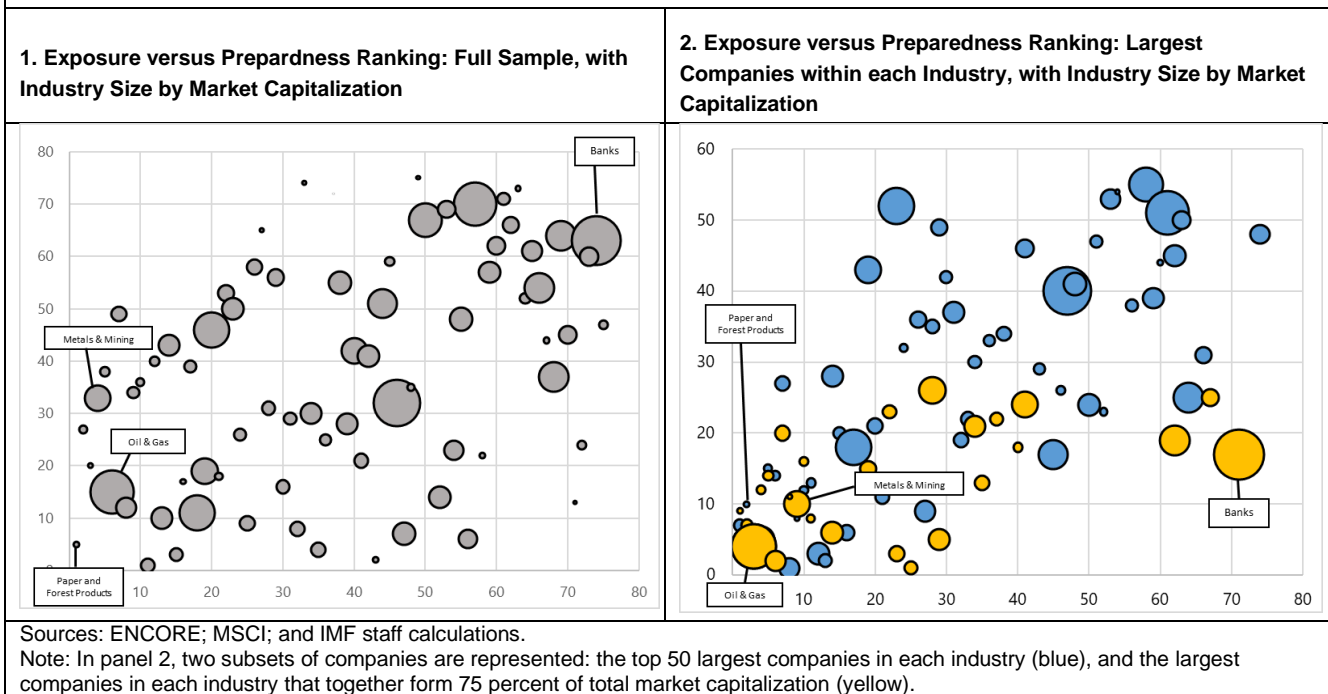 1. Exposure versus Prepardness Ranking: Full Sample, with
Industry Size by Market Capitalization
2. Exposure versus Preparedness Ranking: Largest
Companies within each Industry, with Industry Size by Market
Capitalization
80
70
60
50
40
30
20
10
0
10
20
30
40
50
60
70
80
Banks
Metals & Mining
Oil & Gas
Paper and
Forest Products
60
50
40
30
20
10
0
10
20
30
40
50
60
70
80
Paper and
Forest Products
Metals & Mining
Banks
Oil & Gas
Sources: ENCORE; MSCI; and IMF staff calculations.
Note: In panel 2, two subsets of companies are represented: the top 50 largest companies in each industry (blue), and the largest
companies in each industry that together form 75 percent of total market capitalization (yellow).